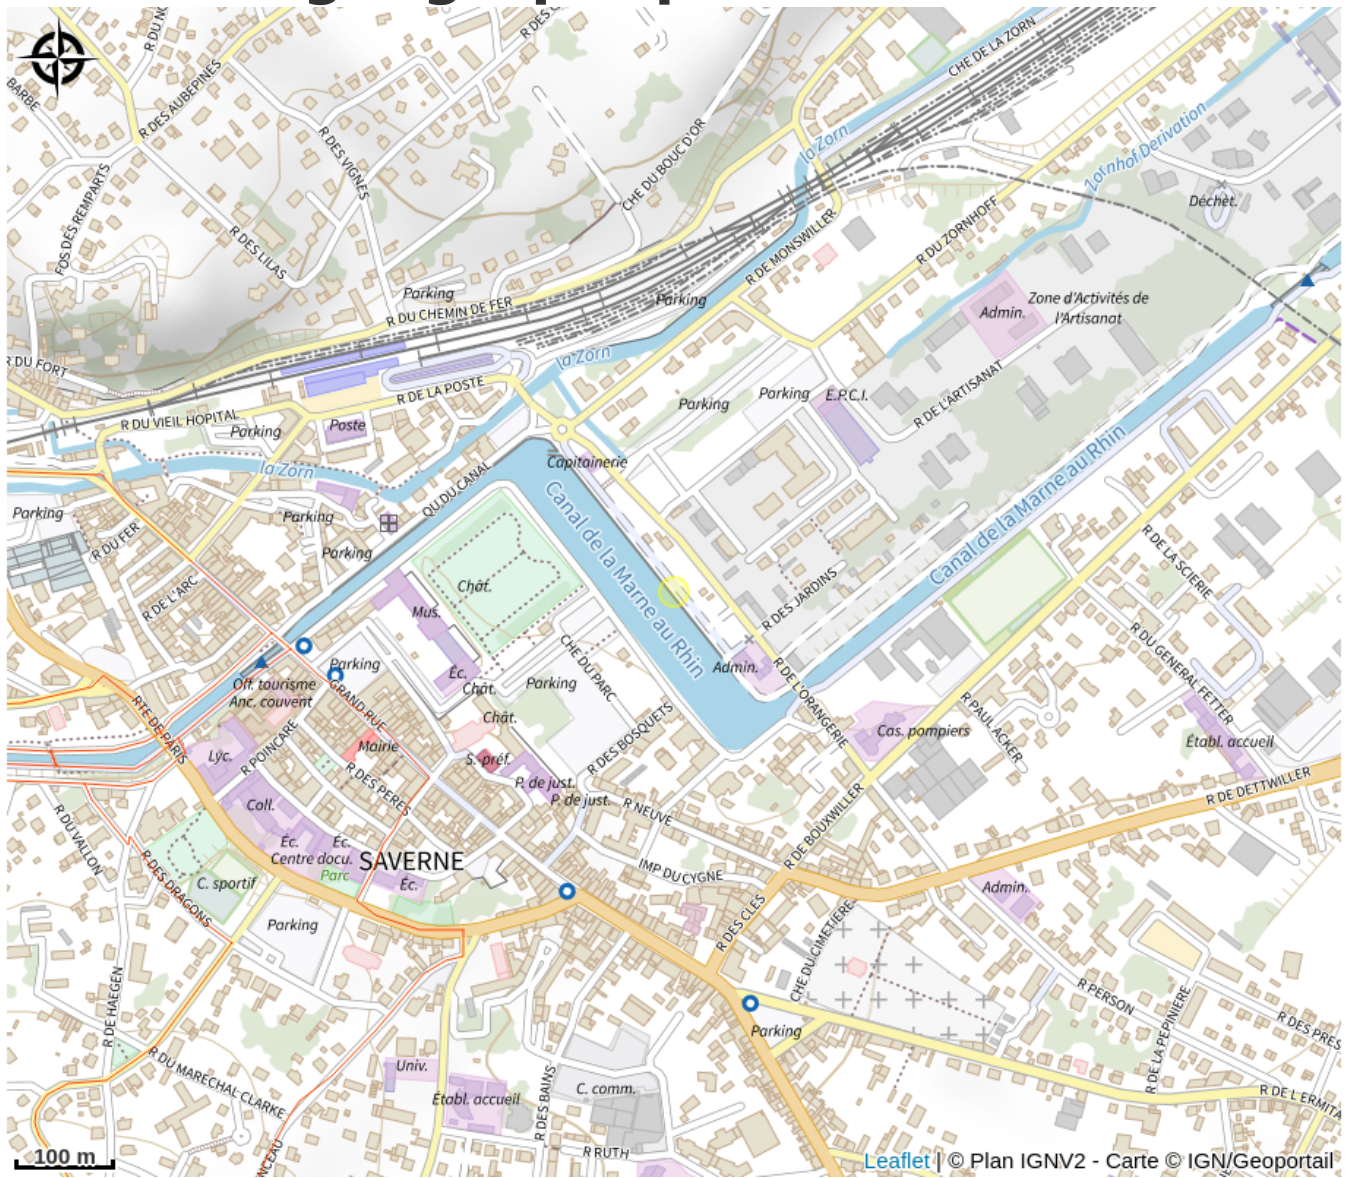 R DES AUBEPINES
CHE DE LA ZORN
BARBE
R DES VIGNES
la Zorn
CHE DU BOUC D'OR
Zornhof Derivation
FOS DES REMPARTS
Déchèt.
R DES LILAS
R DE MONSWILLER
R DU ZORNHOFF
Parking
Parking
R DU CHEMIN DE FER
Zone d'Activités de
l'Artisanat
Admin.
la Zorn
R DU FORT
R DE LA POSTE
Parking
E.P.C.I.
R DE L'ARTISANAT
Parking
R DU VIEIL HOPITAL
Parking
Poste
la Zorn
Capitainerie
QU DU CANAL
Parking
Parking
Canal de la Marne au Rhin
Canal de la Marne au Rhin
R DU FER
Parking
R DE LA SCIERIE
R DE L'ARC
Chât.
Mus.
R DES JARDINS
R DU GENERAL FETTER
Parking
Éc.
Chât.
Parking
CHE DU PARC
Admin.
R DE L'ORANGERIE
Off. tourisme
Anc. couvent
GRAND RUE
Chât.
RTE DE PARIS
R POINCARE
Mairie
R DES BOSQUETS
Cas. pompiers
R PAUL ACKER
Établ. accueil
Lyc.
S.-préf.
R DES PERES
P. de just.
P. de just.
R NEUVE
R DE DETTWILLER
Coll.
R DU VALLON
R DE BOUXWILLER
Éc.
Éc.
Centre docu.
SAVERNE
Parc
Éc.
IMP DU CYGNE
C. sportif
R DES DRAGONS
Admin.
Parking
R DES CLES
CHE DU CIMETIERE
R DE HAEGEN
R PERSON
R DE LA PEPINIERE
R DES PRES
Parking
R DU MARECHAL CLARKE
Univ.
Établ. accueil
R DES BAINS
C. comm.
R DE L'ERMITA
R RUTH
NCEAU
100 m
Leaflet | © Plan IGNV2 - Carte © IGN/Geoportail